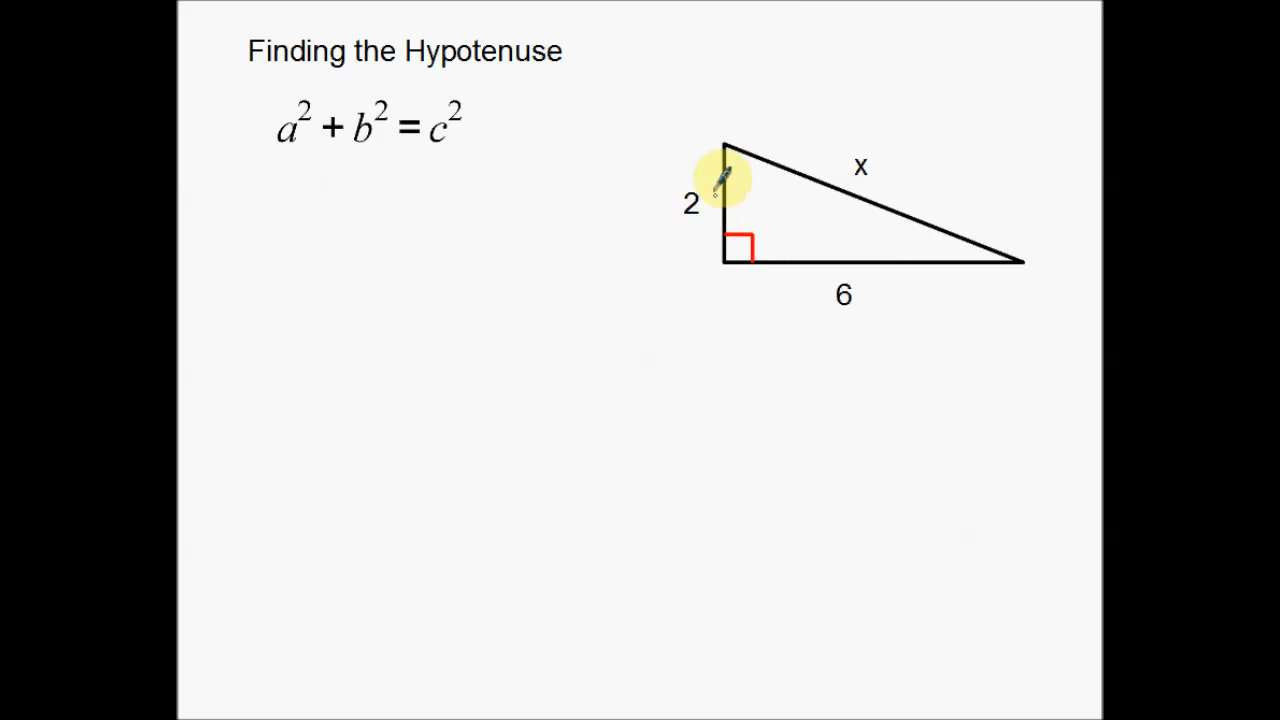 Finding the Hypotenuse
a² + b² = c²
x
2
6